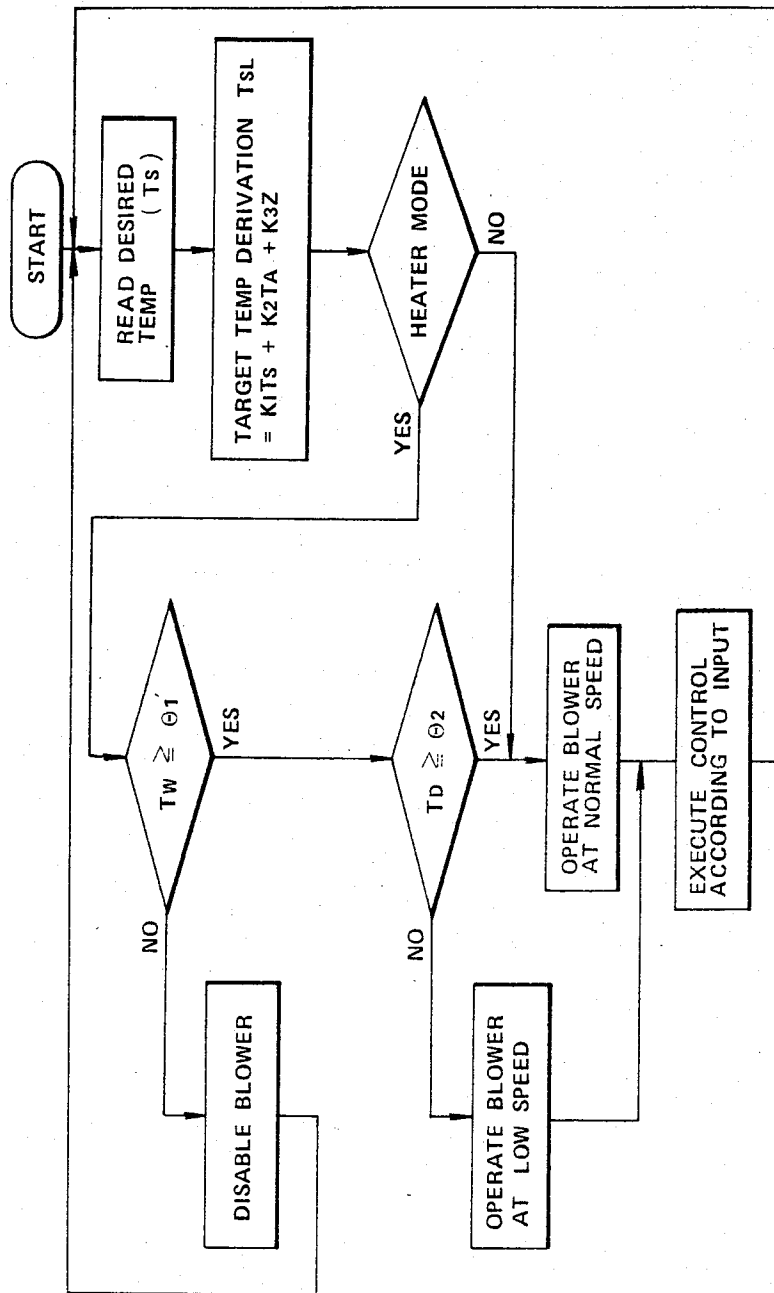 START
READ DESIRED
TEMP (Ts)
TARGET TEMP DERIVATION TSL
= K1Ts + K2TA + K3Z
HEATER MODE
YES
NO
TW ≧ Θ1'
NO
YES
DISABLE BLOWER
TD ≧ Θ2
NO
YES
OPERATE BLOWER
AT LOW SPEED
OPERATE BLOWER
AT NORMAL SPEED
EXECUTE CONTROL
ACCORDING TO INPUT